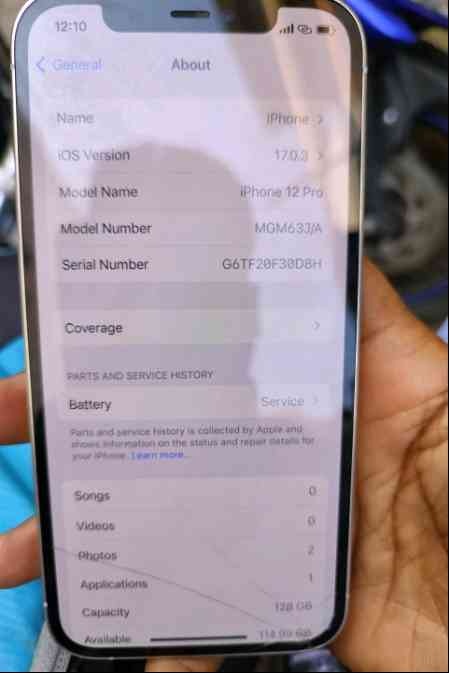 12:10
General
About
Name iPhone
iOS Version 17.0.3
Model Name iPhone 12 Pro
Model Number MGM63J/A
Serial Number G6TF20F30D8H
Coverage
PARTS AND SERVICE HISTORY
Battery Service
Parts and service history is collected by Apple and
shows information on the status and repair details for
your iPhone. Learn more...
Songs 0
Videos 0
Photos 2
Applications 1
Capacity 128 GB
Available 114.99 GB